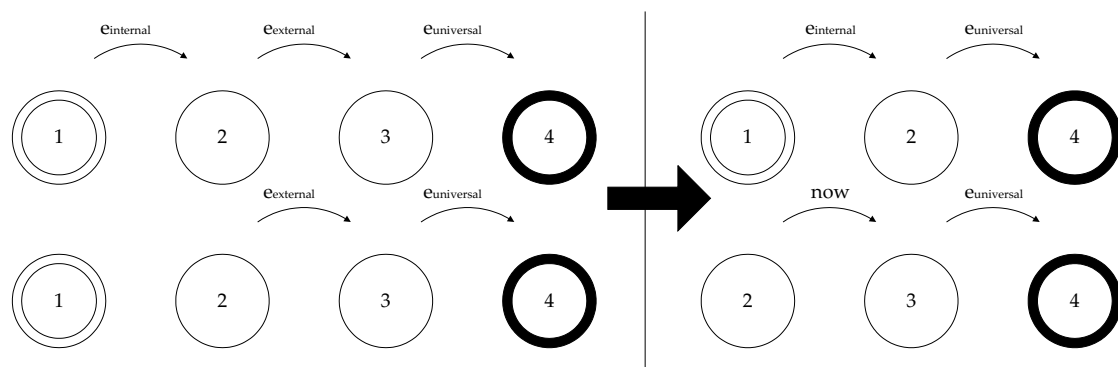 einternal eexternal euniversal einternal euniversal
1 2 3 4 1 2 4
eexternal euniversal now euniversal
1 2 3 4 2 3 4